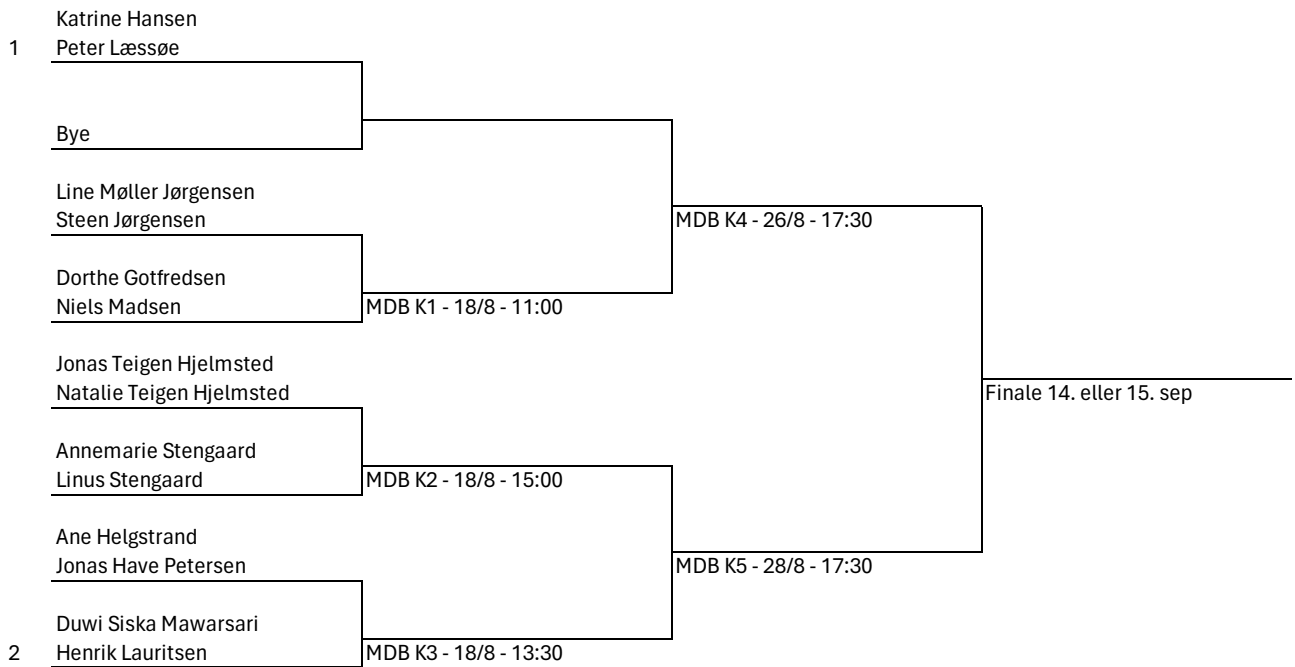 Katrine Hansen
1 Peter Læssøe
Bye
Line Møller Jørgensen
Steen Jørgensen
MDB K4 - 26/8 - 17:30
Dorthe Gotfredsen
Niels Madsen
MDB K1 - 18/8 - 11:00
Jonas Teigen Hjelmsted
Natalie Teigen Hjelmsted
Finale 14. eller 15. sep
Annemarie Stengaard
Linus Stengaard
MDB K2 - 18/8 - 15:00
Ane Helgstrand
Jonas Have Petersen
MDB K5 - 28/8 - 17:30
Duwi Siska Mawarsari
2 Henrik Lauritsen
MDB K3 - 18/8 - 13:30